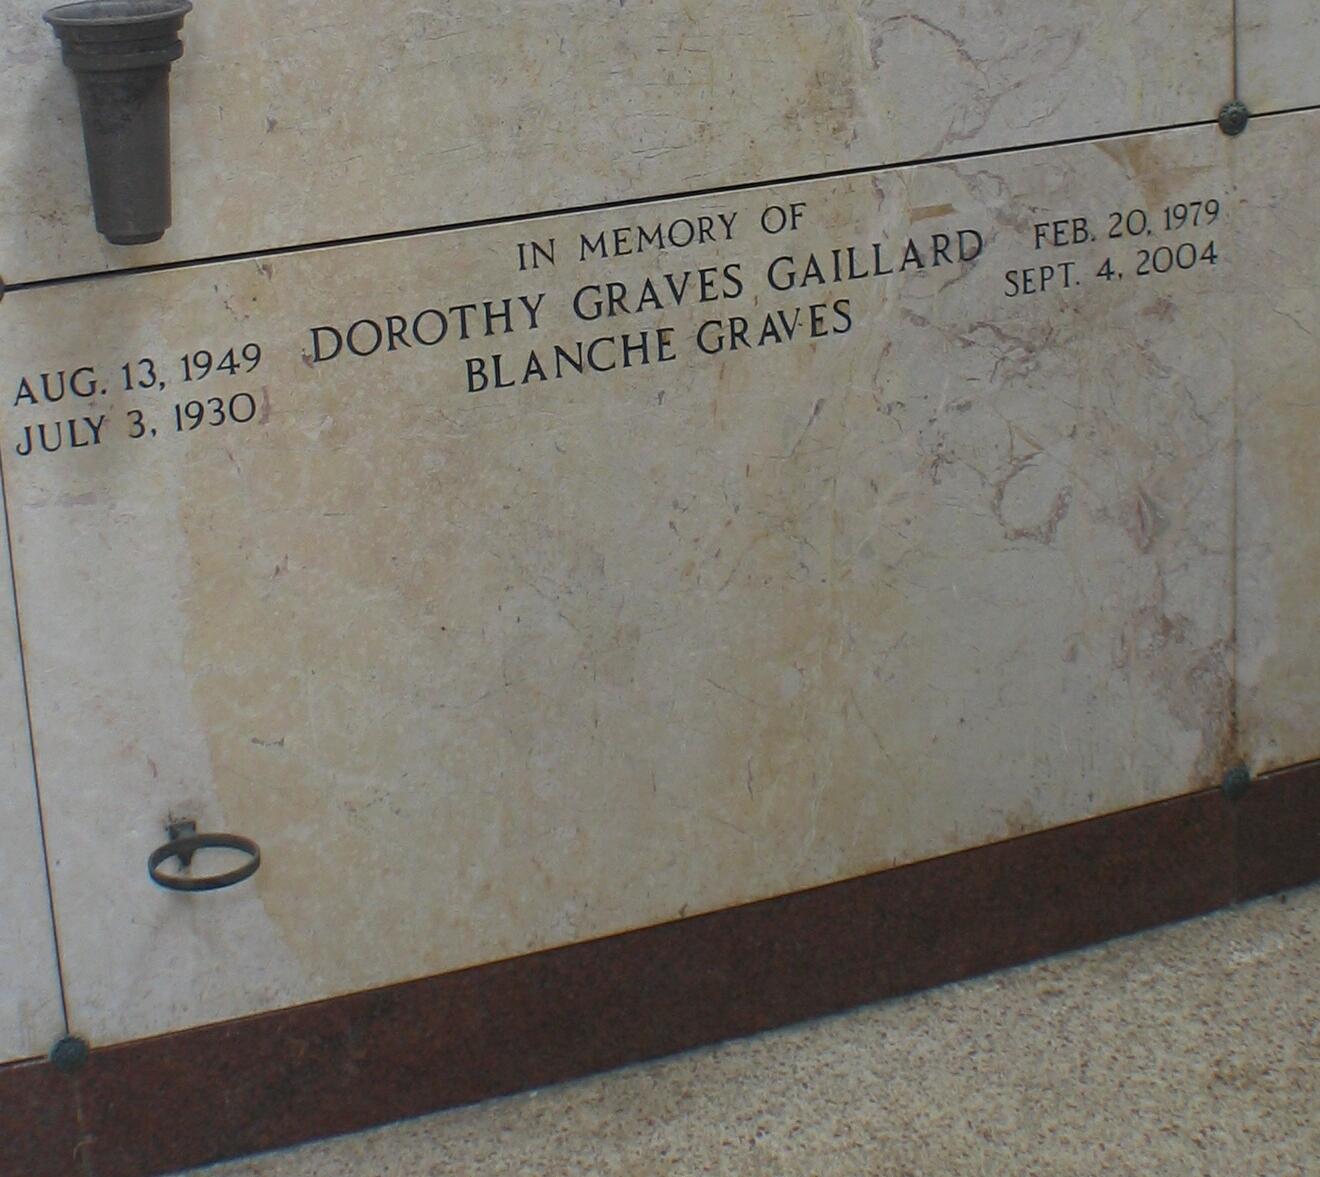 IN MEMORY OF
AUG. 13, 1949 DOROTHY GRAVES GAILLARD FEB. 20, 1979
JULY 3, 1930 BLANCHE GRAVES SEPT. 4, 2004